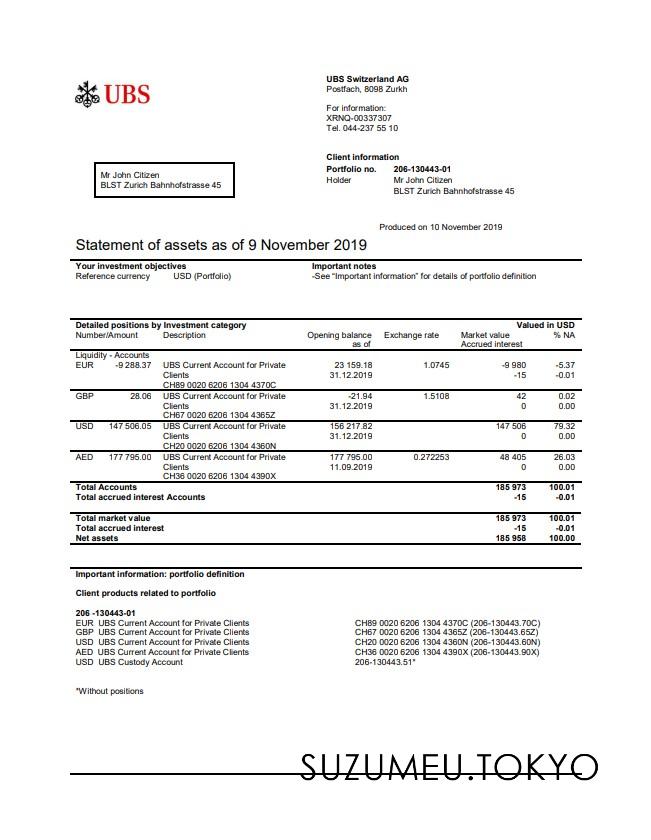 UBS
UBS Switzerland AG
Postfach, 8098 Zurkh
For information:
XRNQ-00337307
Tel. 044-237 55 10
Client information
Portfolio no. 206-130443-01
Holder Mr John Citizen
BLST Zurich Bahnhofstrasse 45
Mr John Citizen
BLST Zurich Bahnhofstrasse 45
Produced on 10 November 2019
Statement of assets as of 9 November 2019
Your investment objectives Important notes
Reference currency USD (Portfolio) -See "Important information" for details of portfolio definition
Detailed positions by Investment category Valued in USD
Number/Amount Description Opening balance Exchange rate Market value % NA
as of Accrued interest
Liquidity - Accounts
EUR -9 288.37 UBS Current Account for Private 23 159.18 1.0745 -9 980 -5.37
Clients 31.12.2019 -15 -0.01
CH89 0020 6206 1304 4370C
GBP 28.06 UBS Current Account for Private -21.94 1.5108 42 0.02
Clients 31.12.2019 0 0.00
CH67 0020 6206 1304 4365Z
USD 147 506.05 UBS Current Account for Private 156 217.82 147 506 79.32
Clients 31.12.2019 0 0.00
CH20 0020 6206 1304 4360N
AED 177 795.00 UBS Current Account for Private 177 795.00 0.272253 48 405 26.03
Clients 11.09.2019 0 0.00
CH36 0020 6206 1304 4390X
Total Accounts 185 973 100.01
Total accrued interest Accounts -15 -0.01
Total market value 185 973 100.01
Total accrued interest -15 -0.01
Net assets 185 958 100.00
Important information: portfolio definition
Client products related to portfolio
206 -130443-01
EUR UBS Current Account for Private Clients CH89 0020 6206 1304 4370C (206-130443.70C)
GBP UBS Current Account for Private Clients CH67 0020 6206 1304 4365Z (206-130443.65Z)
USD UBS Current Account for Private Clients CH20 0020 6206 1304 4360N (206-130443.60N)
AED UBS Current Account for Private Clients CH36 0020 6206 1304 4390X (206-130443.90X)
USD UBS Custody Account 206-130443.51*
*Without positions
SUZUMEU.TOKYO